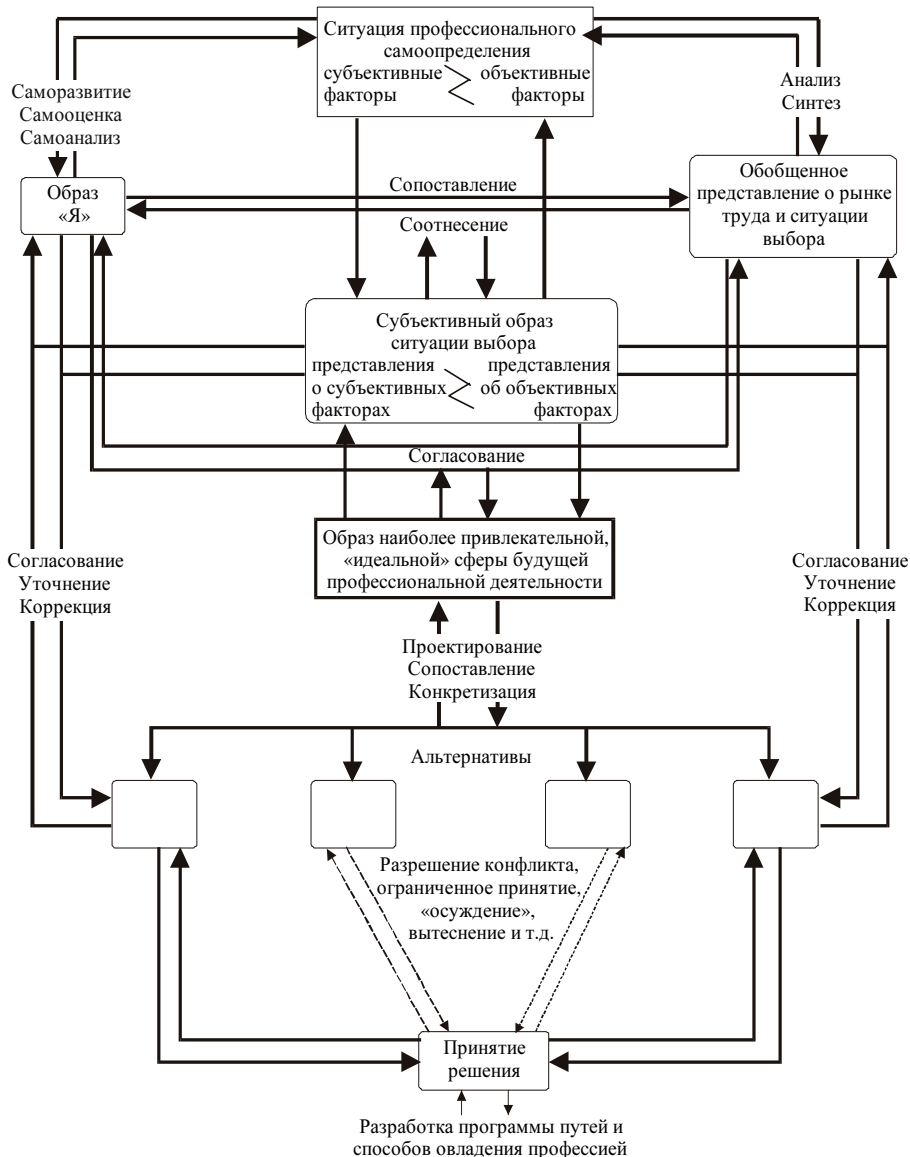 Ситуация профессионального
самоопределения
субъективные
факторы
объективные
факторы
Саморазвитие
Самооценка
Самоанализ
Анализ
Синтез
Образ
«Я»
Сопоставление
Обобщенное
представление о рынке
труда и ситуации
выбора
Соотнесение
Субъективный образ
ситуации выбора
представления
о субъективных
факторах
представления
об объективных
факторах
Согласование
Образ наиболее привлекательной,
«идеальной» сферы будущей
профессиональной деятельности
Согласование
Уточнение
Коррекция
Согласование
Уточнение
Коррекция
Проектирование
Сопоставление
Конкретизация
Альтернативы
Разрешение конфликта,
ограниченное принятие,
«осуждение»,
вытеснение и т.д.
Принятие
решения
Разработка программы путей и
способов овладения профессией